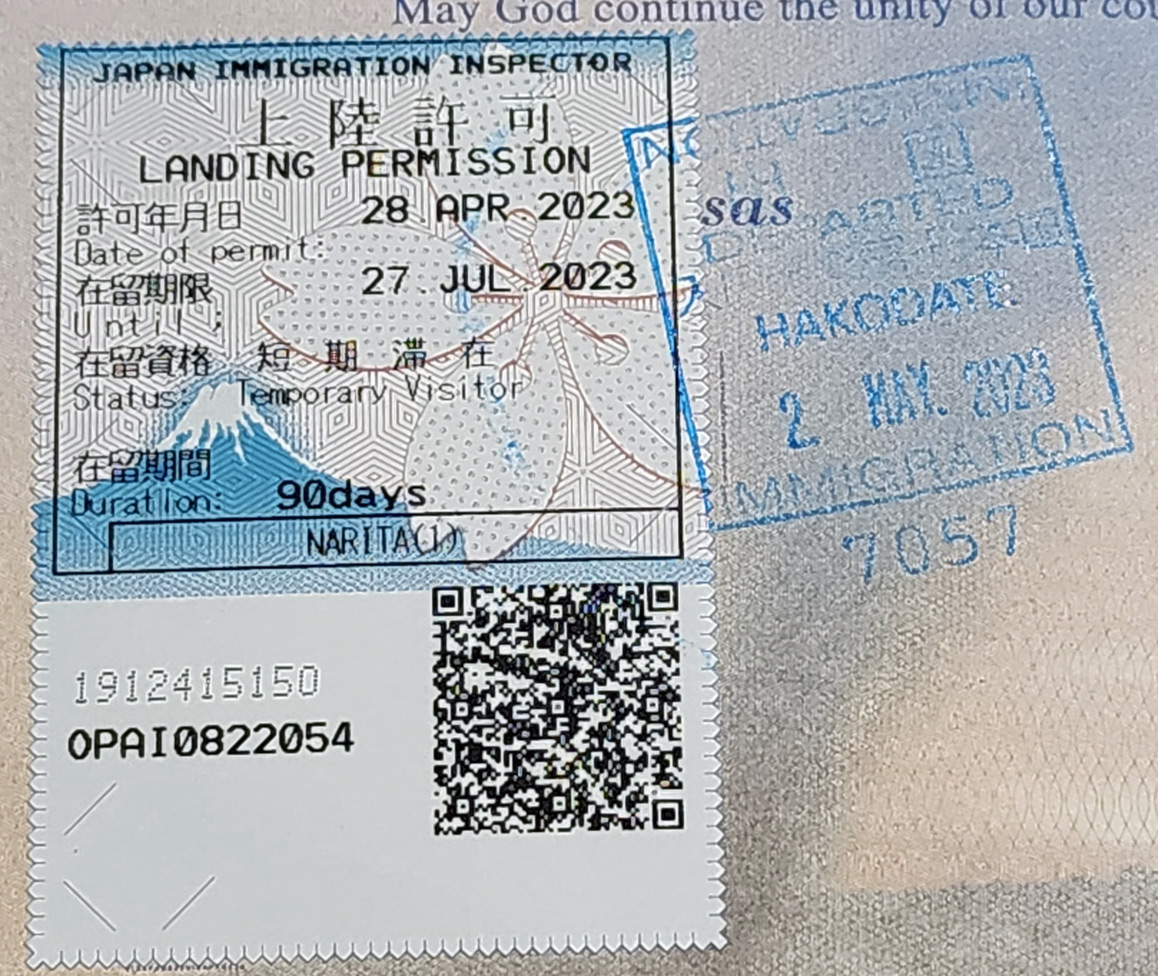 May God continue the unity of our cou
JAPAN IMMIGRATION INSPECTOR
上陸許可
LANDING PERMISSION
許可年月日 28 APR 2023
Date of permit:
在留期限 27 JUL 2023
Until :
在留資格 短期滞在
Status: Temporary Visitor
在留期間
Duration: 90days
NARITA(1)
1912415150
OPAI0822054
sas
DEPARTED
HAKODATE
2 MAY. 2023
IMMIGRATION
7057